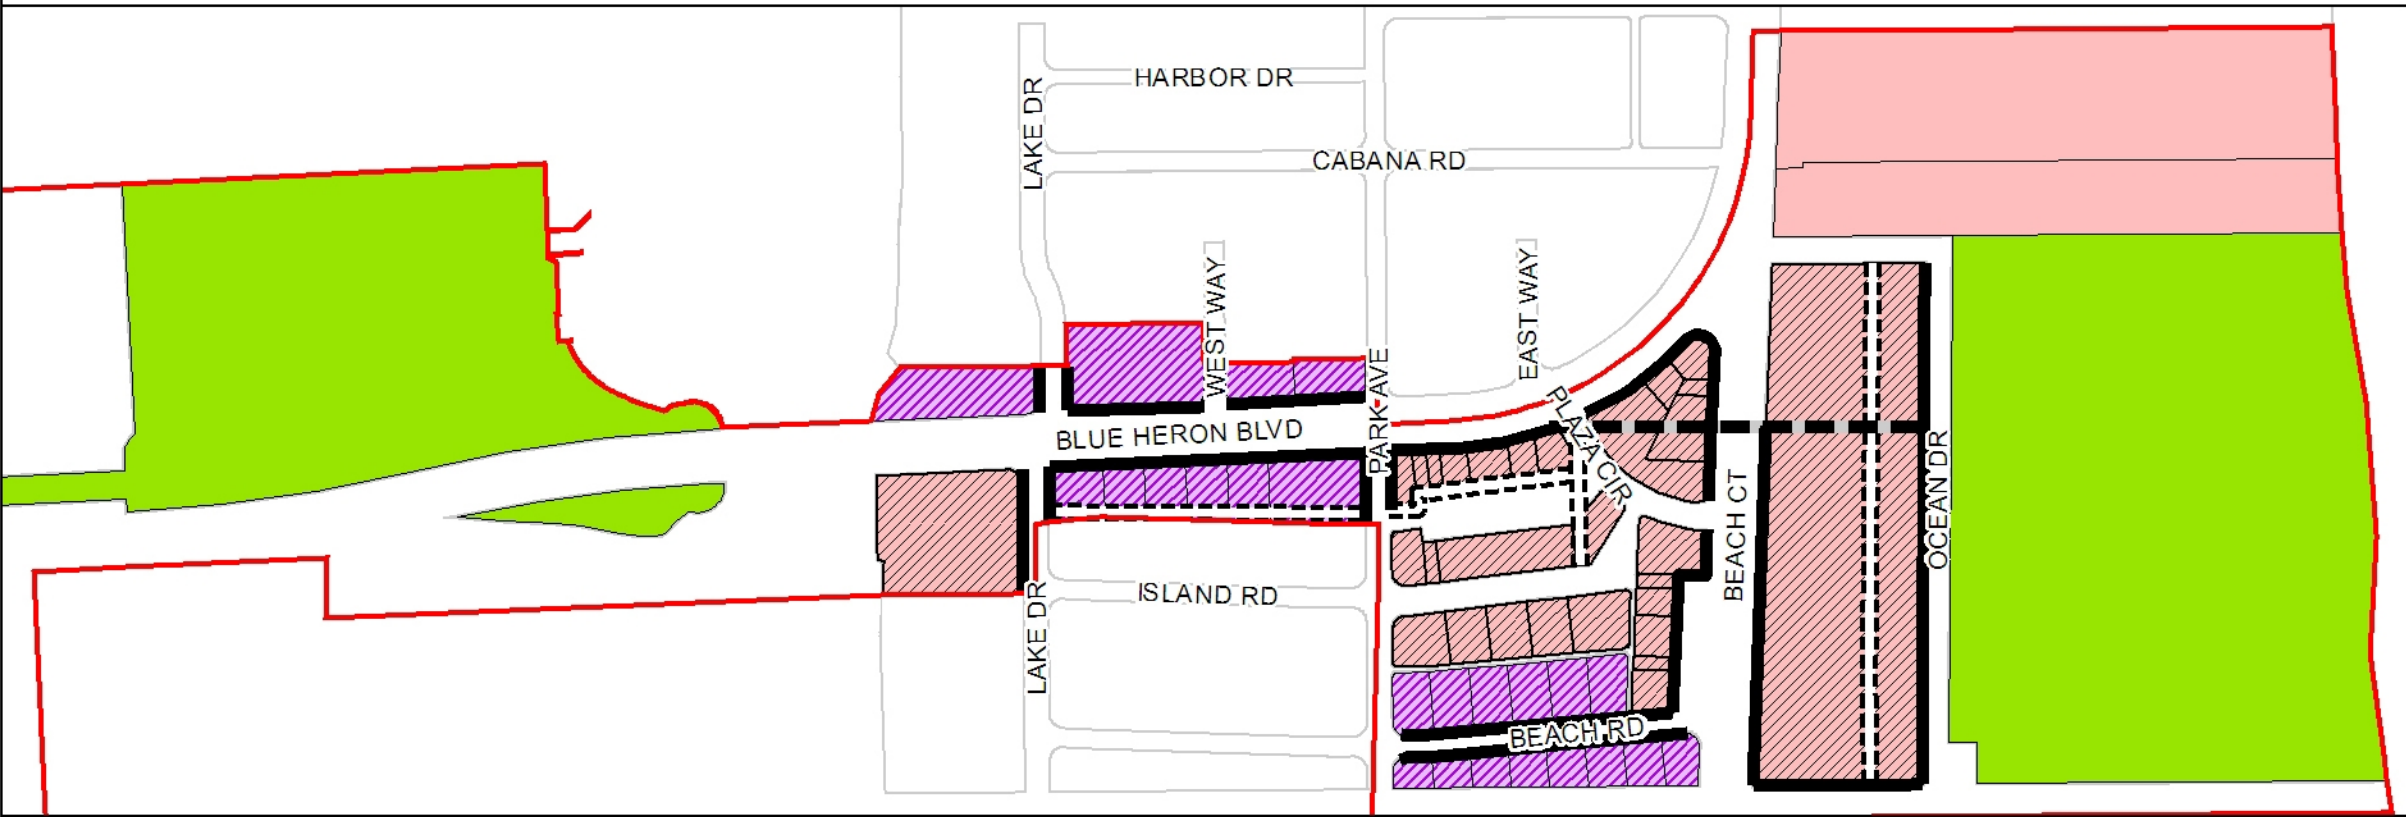 HARBOR DR
LAKE DR
CABANA RD
WEST WAY
EAST WAY
PARK AVE
BLUE HERON BLVD
PLAZA CIR
OCEAN DR
BEACH CT
ISLAND RD
LAKE DR
BEACH RD